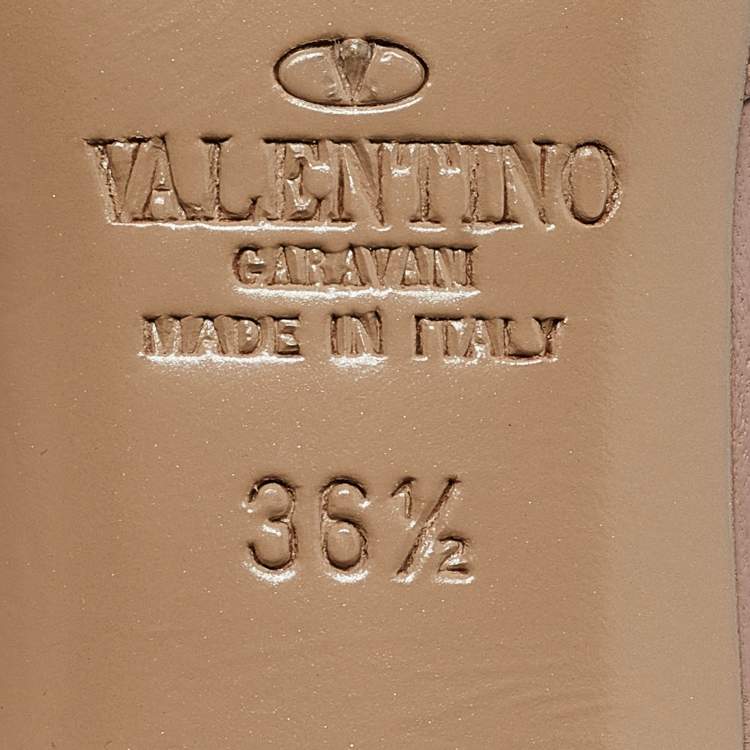 VALENTINO
GARAVANI
MADE IN ITALY
36½